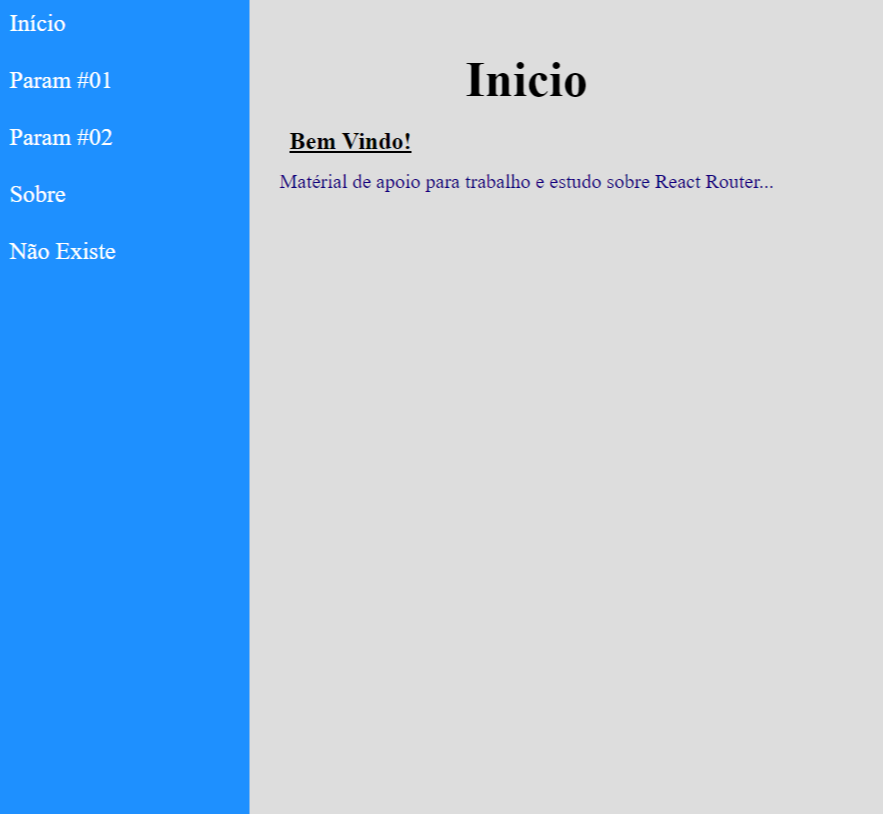 Início
Param #01
Param #02
Sobre
Não Existe
Inicio
Bem Vindo!
Matérial de apoio para trabalho e estudo sobre React Router...